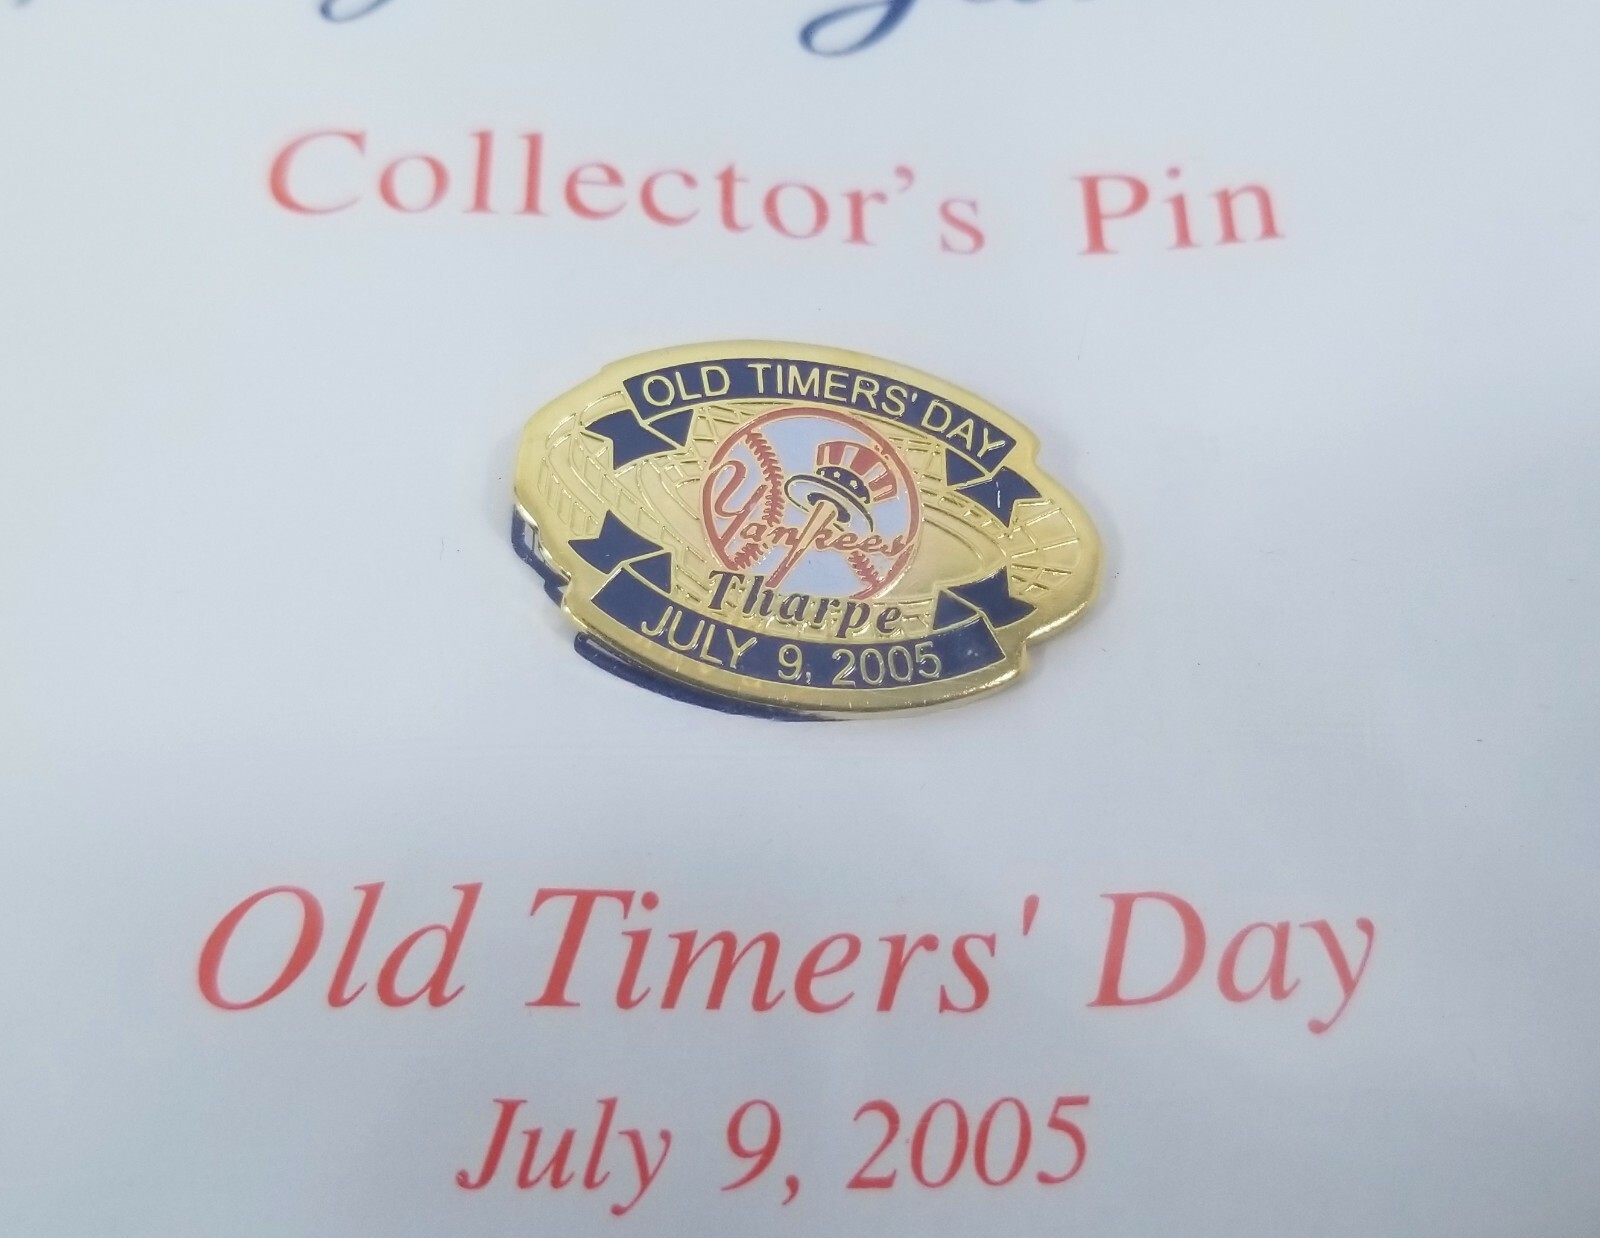 Collector's Pin
OLD TIMERS' DAY
Yankees
Tharpe
JULY 9, 2005
Old Timers' Day
July 9, 2005